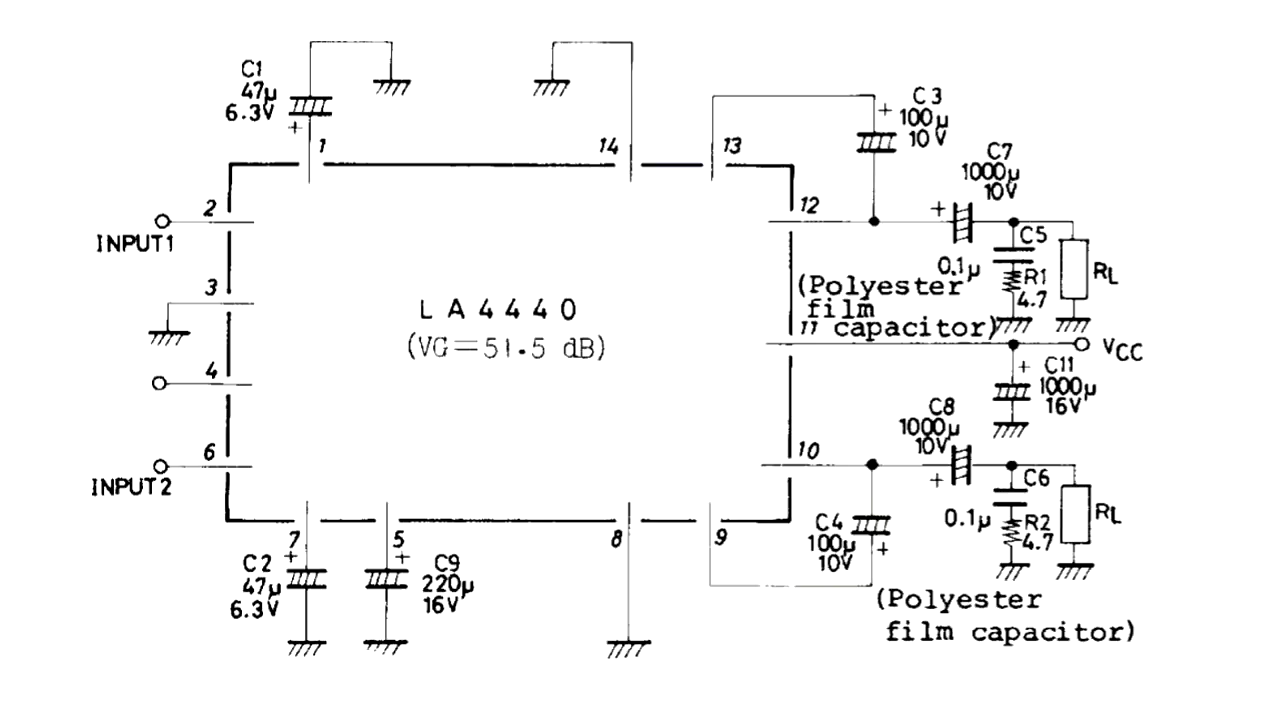 C1
47μ
6.3V
+
1
14
13
+
C3
100μ
10V
C7
1000μ
10V
2
INPUT1
12
+
C5
0.1μ
R1
4.7
RL
(Polyester
film
capacitor)
3
LA4440
(VG=51.5 dB)
11
VCC
4
+
C11
1000μ
16V
C8
1000μ
10V
6
INPUT2
10
+
C6
0.1μ
R2
4.7
RL
7
5
8
9
C4
100μ
10V
+
C2
47μ
6.3V
+
+
C9
220μ
16V
(Polyester
film capacitor)